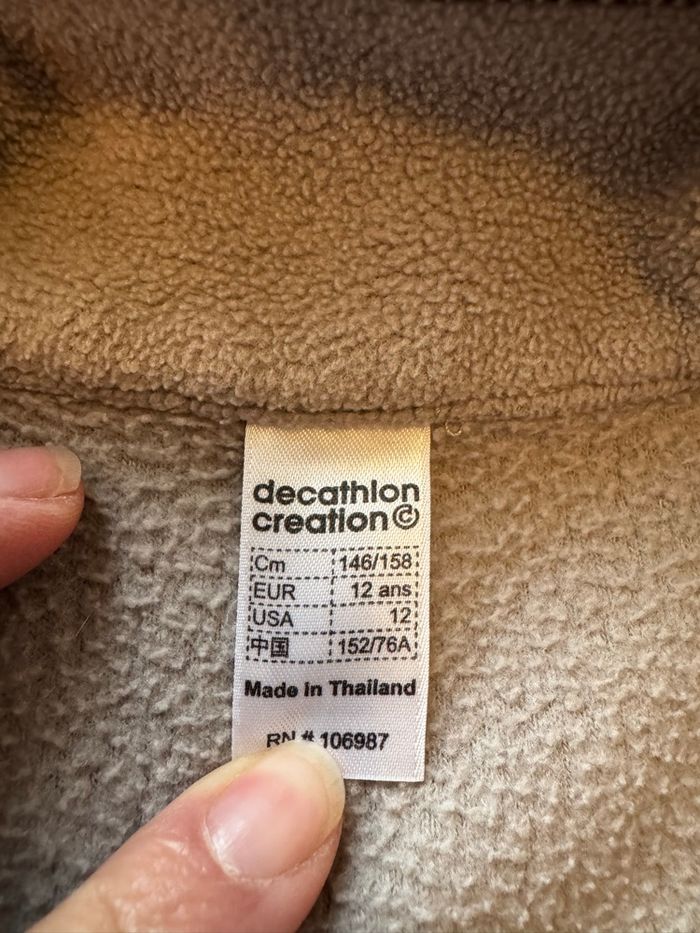 decathlon
creation©
Cm 146/158
EUR 12 ans
USA 12
中国 152/76A
Made in Thailand
RN # 106987